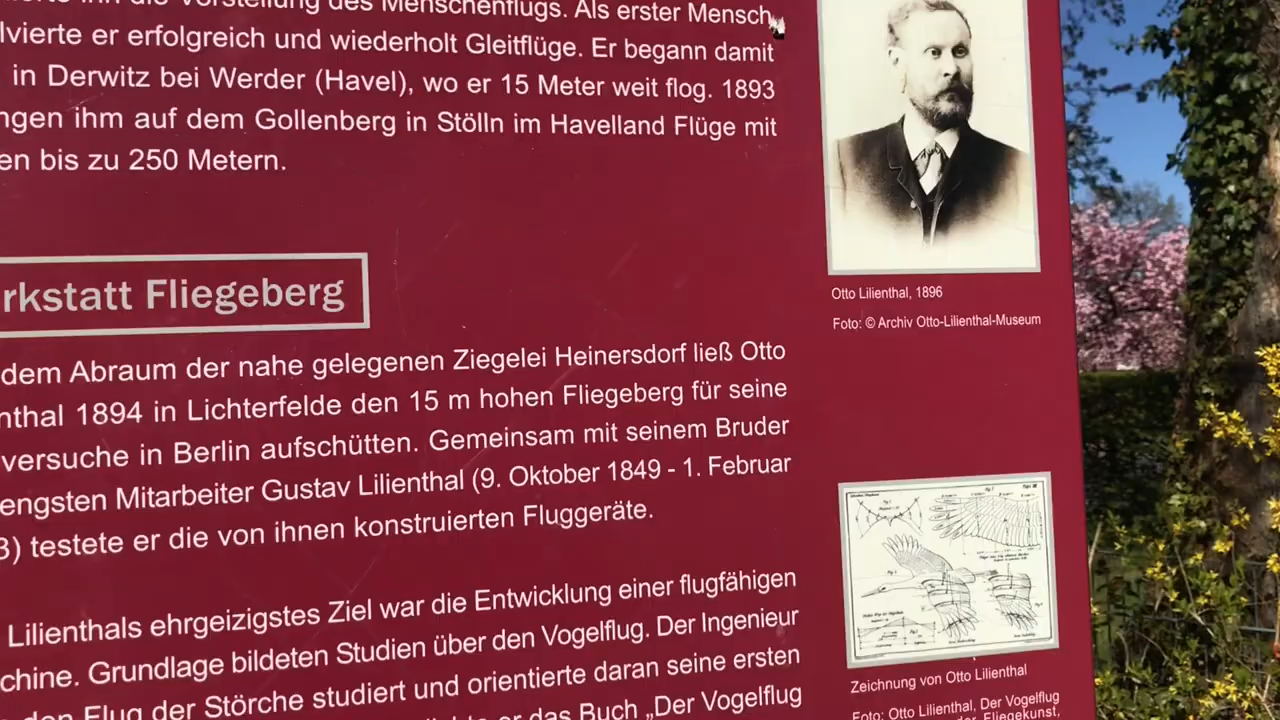 des Menschenflugs. Als erster Mensch,
lvierte er erfolgreich und wiederholt Gleitflüge. Er begann damit
in Derwitz bei Werder (Havel), wo er 15 Meter weit flog. 1893
ngen ihm auf dem Gollenberg in Stölln im Havelland Flüge mit
en bis zu 250 Metern.
rkstatt Fliegeberg
dem Abraum der nahe gelegenen Ziegelei Heinersdorf ließ Otto
nthal 1894 in Lichterfelde den 15 m hohen Fliegeberg für seine
versuche in Berlin aufschütten. Gemeinsam mit seinem Bruder
engsten Mitarbeiter Gustav Lilienthal (9. Oktober 1849 - 1. Februar
3) testete er die von ihnen konstruierten Fluggeräte.
Lilienthals ehrgeizigstes Ziel war die Entwicklung einer flugfähigen
chine. Grundlage bildeten Studien über den Vogelflug. Der Ingenieur
den Flug der Störche studiert und orientierte daran seine ersten
er das Buch „Der Vogelflug
Otto Lilienthal, 1896
Foto: © Archiv Otto-Lilienthal-Museum
Zeichnung von Otto Lilienthal
Foto: Otto Lilienthal, Der Vogelflug
der Fliegekunst,